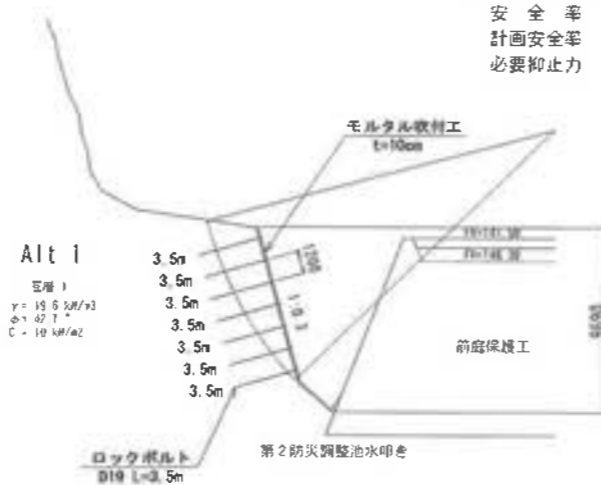 安 全 率
計画安全率
必要抑止力
モルタル吹付工
t=10cm
Alt 1
3.5m
3.5m
3.5m
3.5m
3.5m
3.5m
3.5m
1200
1:0.3
前庭保護工
第2防災調整池水叩き
ロックボルト
D19 L=3.5m